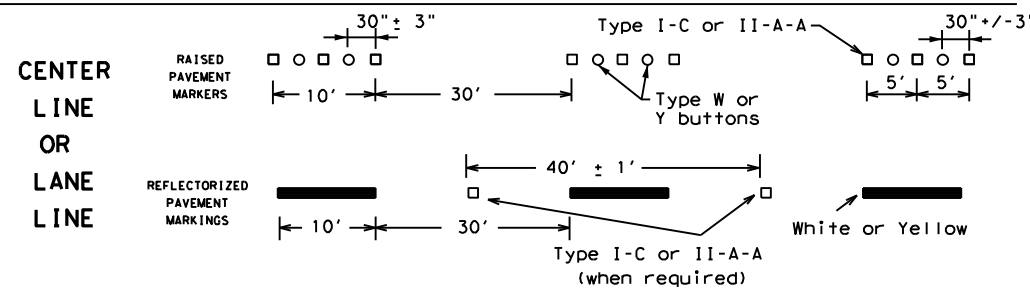 CENTER
LINE
OR
LANE
LINE
RAISED
PAVEMENT
MARKERS
30"± 3"
10'
30'
Type W or
Y buttons
Type I-C or II-A-A
30"+/-3"
5'
5'
REFLECTORIZED
PAVEMENT
MARKINGS
10'
30'
40' ± 1'
Type I-C or II-A-A
(when required)
White or Yellow